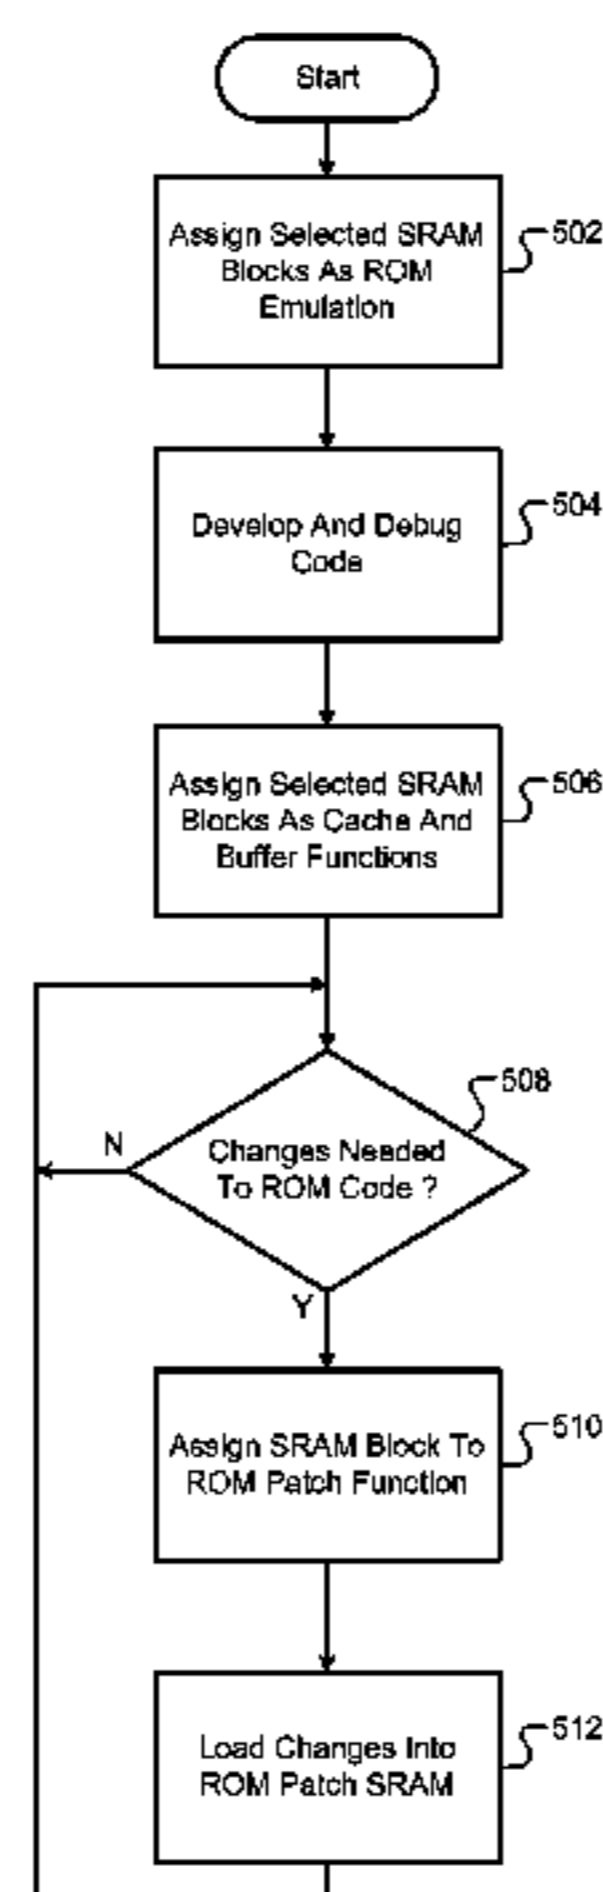 Start
Assign Selected SRAM
Blocks As ROM
Emulation
502
Develop And Debug
Code
504
Assign Selected SRAM
Blocks As Cache And
Buffer Functions
506
508
N
Changes Needed
To ROM Code ?
Y
Assign SRAM Block To
ROM Patch Function
510
Load Changes Into
ROM Patch SRAM
512